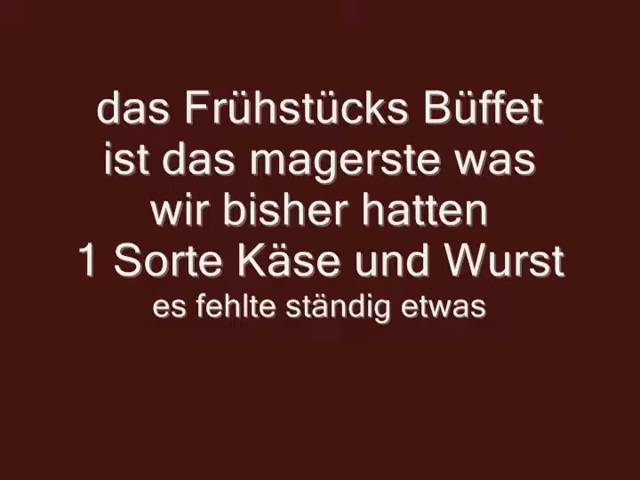 das Frühstücks Büffet
ist das magerste was
wir bisher hatten
1 Sorte Käse und Wurst
es fehlte ständig etwas